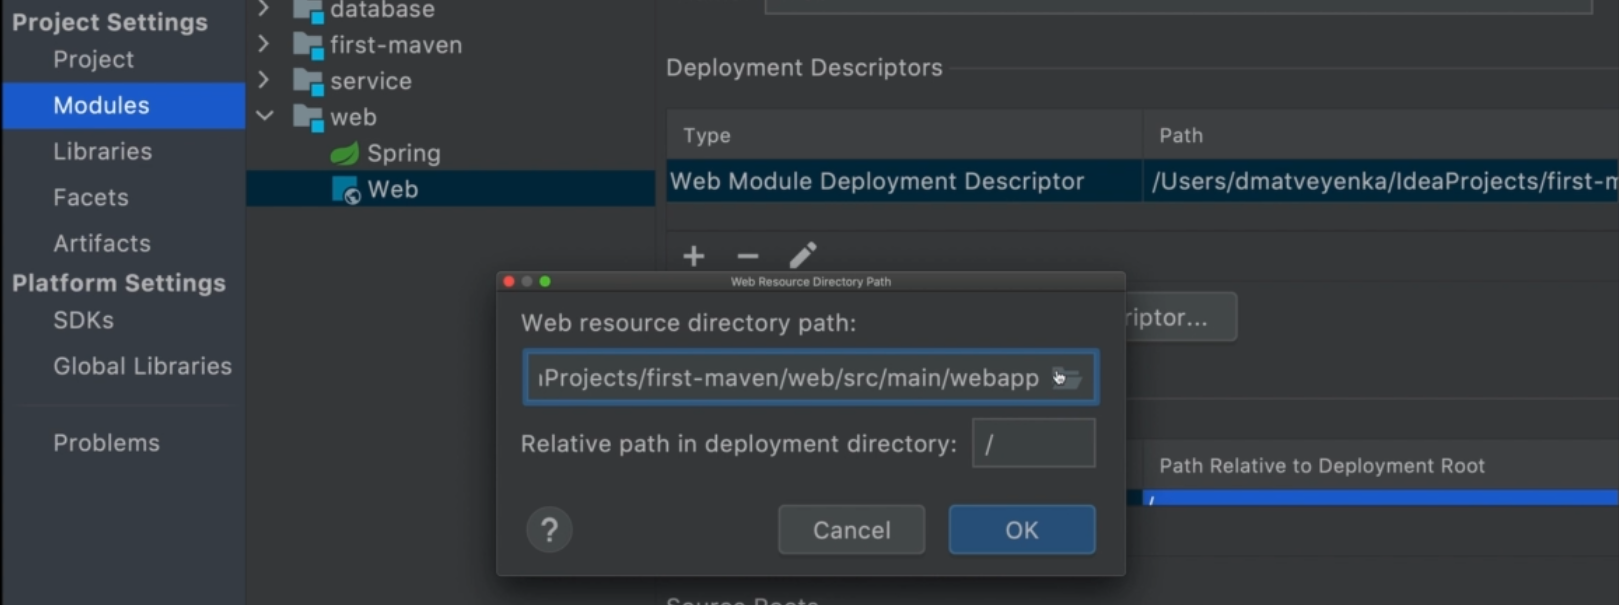 Project Settings
Project
Modules
Libraries
Facets
Artifacts
Platform Settings
SDKs
Global Libraries
Problems
database
first-maven
service
web
Spring
Web
Deployment Descriptors
Type Path
Web Module Deployment Descriptor /Users/dmatveyenka/IdeaProjects/first-m
riptor...
Web Resource Directory Path
Web resource directory path:
Projects/first-maven/web/src/main/webapp
Relative path in deployment directory: /
? Cancel OK
Path Relative to Deployment Root
/
Source Roots